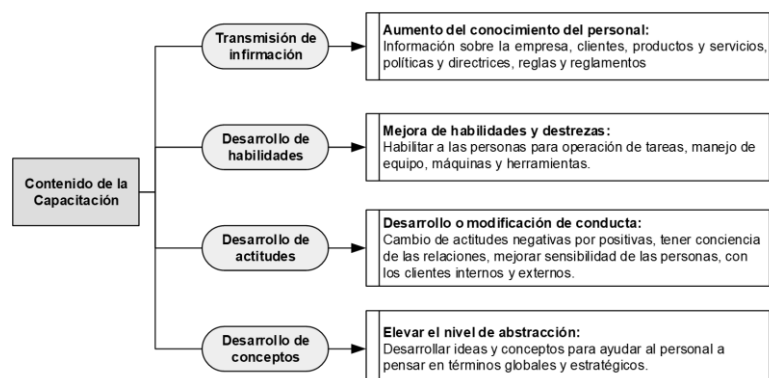 Contenido de la
Capacitación
Transmisión de
infirmación
Aumento del conocimiento del personal:
Información sobre la empresa, clientes, productos y servicios,
políticas y directrices, reglas y reglamentos
Desarrollo de
habilidades
Mejora de habilidades y destrezas:
Habilitar a las personas para operación de tareas, manejo de
equipo, máquinas y herramientas.
Desarrollo de
actitudes
Desarrollo o modificación de conducta:
Cambio de actitudes negativas por positivas, tener conciencia
de las relaciones, mejorar sensibilidad de las personas, con
los clientes internos y externos.
Desarrollo de
conceptos
Elevar el nivel de abstracción:
Desarrollar ideas y conceptos para ayudar al personal a
pensar en términos globales y estratégicos.